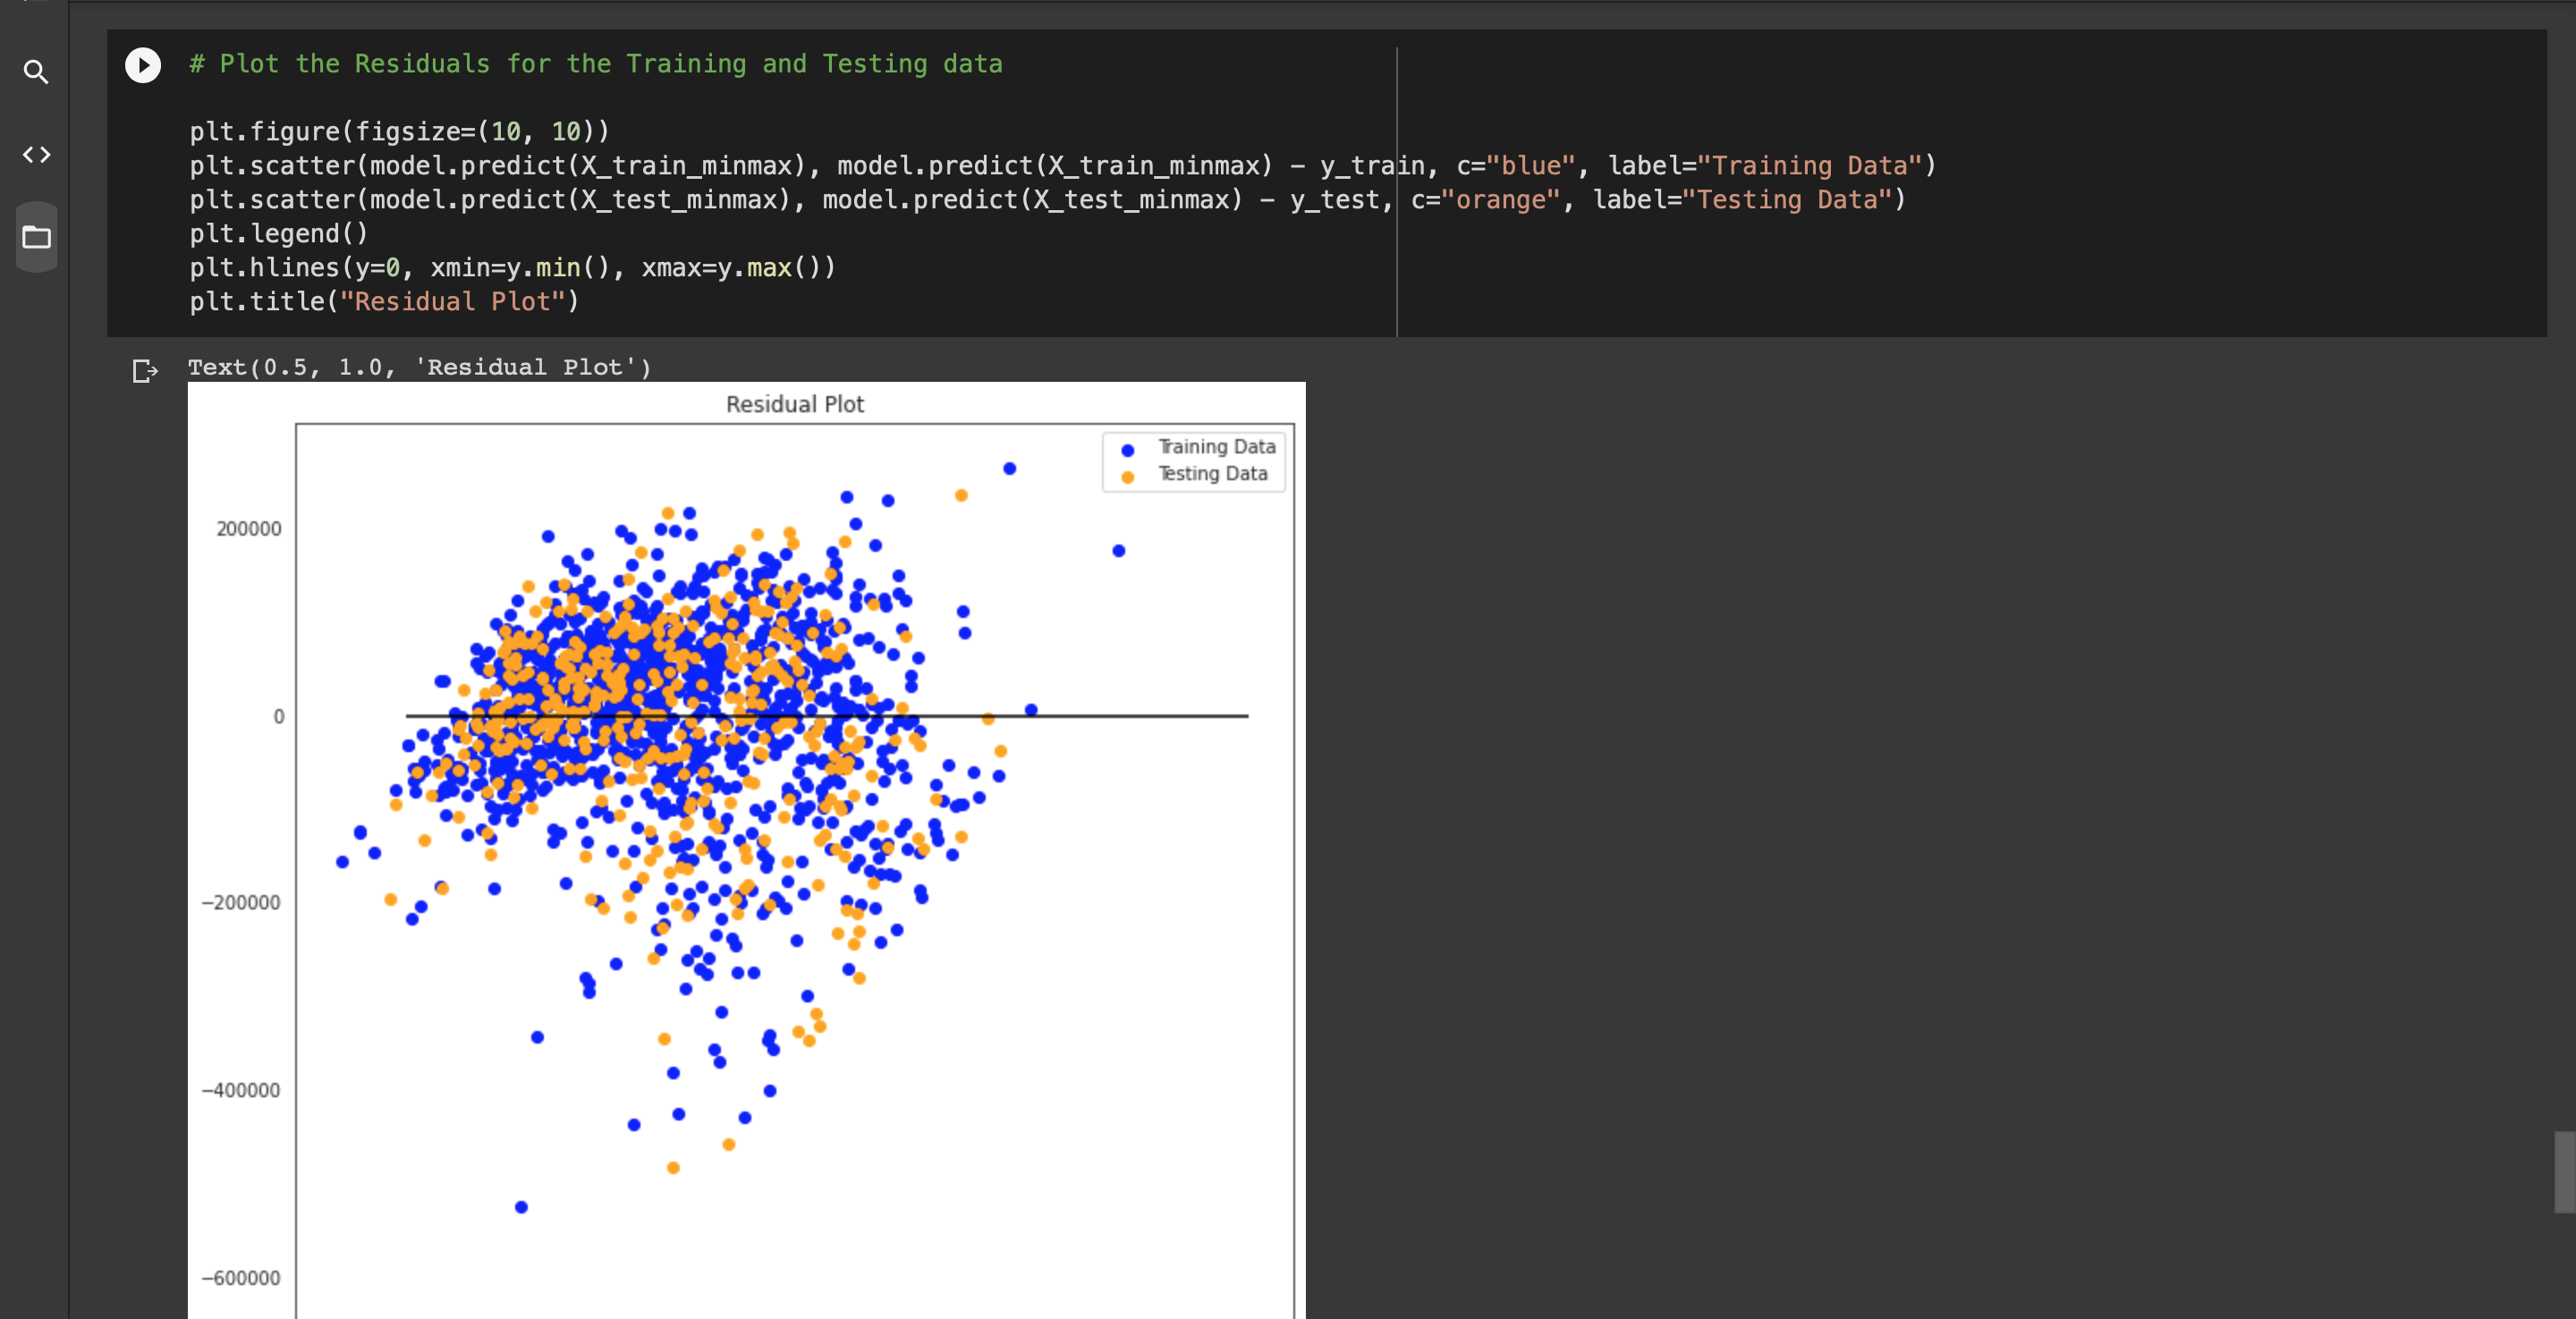 # Plot the Residuals for the Training and Testing data
plt.figure(figsize=(10, 10))
plt.scatter(model.predict(X_train_minmax), model.predict(X_train_minmax) - y_train, c="blue", label="Training Data")
plt.scatter(model.predict(X_test_minmax), model.predict(X_test_minmax) - y_test, c="orange", label="Testing Data")
plt.legend()
plt.hlines(y=0, xmin=y.min(), xmax=y.max())
plt.title("Residual Plot")
Text(0.5, 1.0, 'Residual Plot')
Residual Plot
Training Data
Testing Data
200000
0
−200000
−400000
−600000